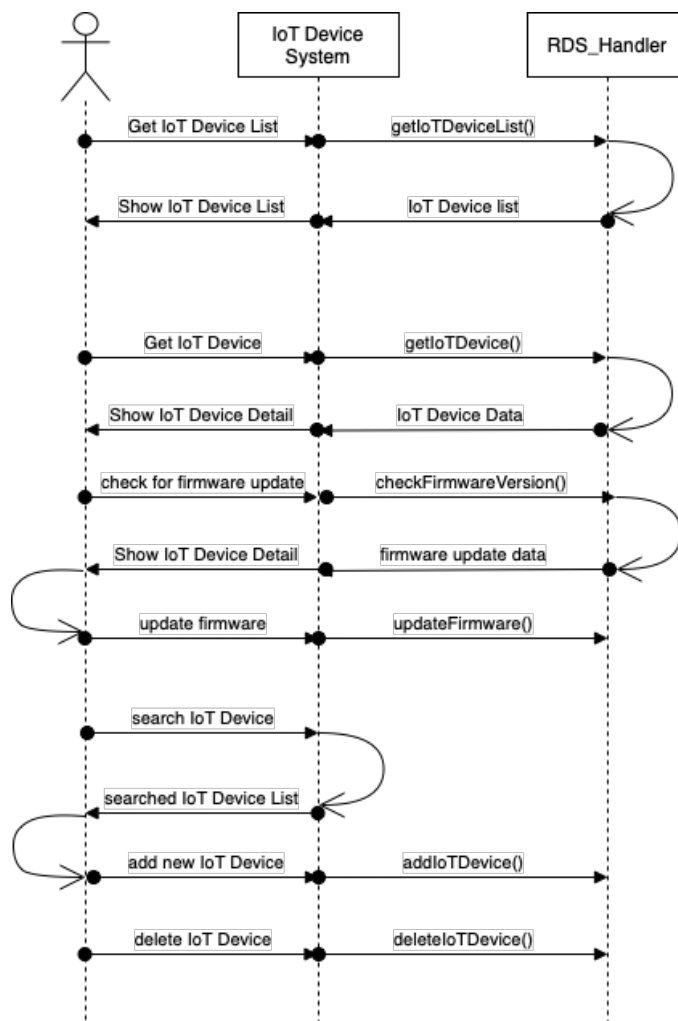 IoT Device
System
RDS_Handler
Get IoT Device List
getIoTDeviceList()
Show IoT Device List
IoT Device list
Get IoT Device
getIoTDevice()
Show IoT Device Detail
IoT Device Data
check for firmware update
checkFirmwareVersion()
Show IoT Device Detail
firmware update data
update firmware
updateFirmware()
search IoT Device
searched IoT Device List
add new IoT Device
addIoTDevice()
delete IoT Device
deleteIoTDevice()